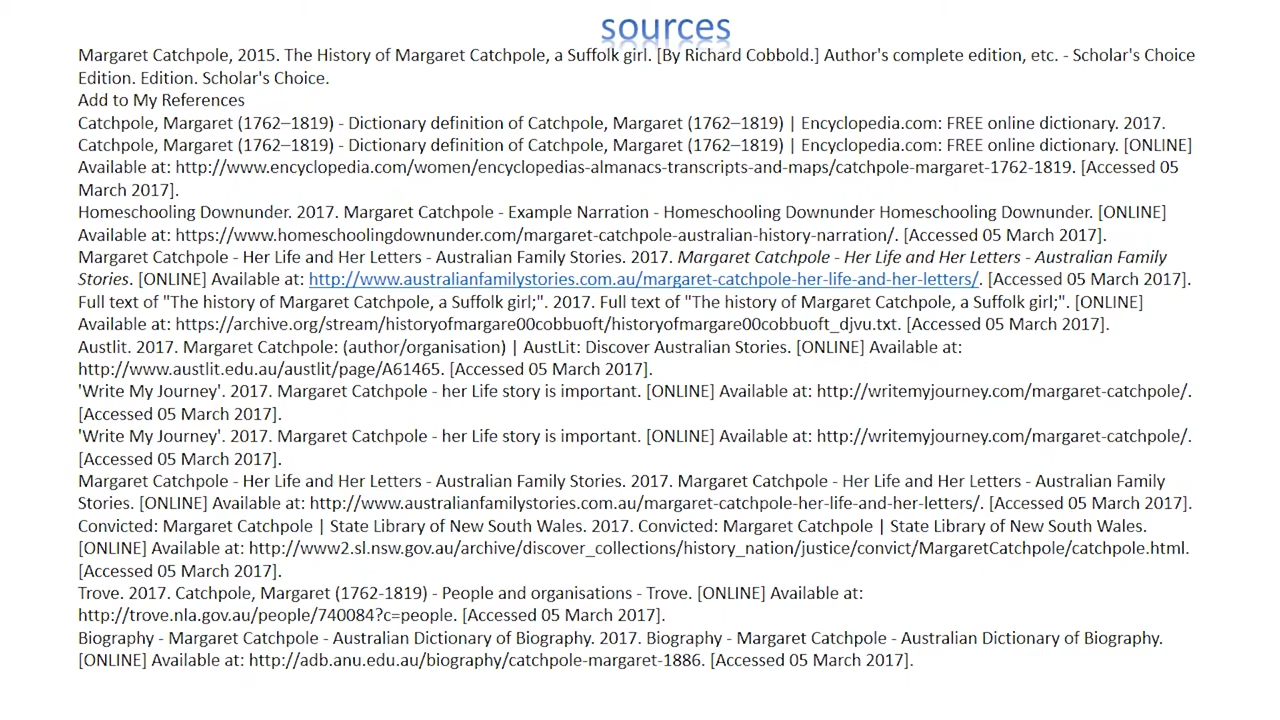 sources
Margaret Catchpole, 2015. The History of Margaret Catchpole, a Suffolk girl. [By Richard Cobbold.] Author's complete edition, etc. - Scholar's Choice
Edition. Edition. Scholar's Choice.
Add to My References
Catchpole, Margaret (1762–1819) - Dictionary definition of Catchpole, Margaret (1762–1819) | Encyclopedia.com: FREE online dictionary. 2017.
Catchpole, Margaret (1762–1819) - Dictionary definition of Catchpole, Margaret (1762–1819) | Encyclopedia.com: FREE online dictionary. [ONLINE]
Available at: http://www.encyclopedia.com/women/encyclopedias-almanacs-transcripts-and-maps/catchpole-margaret-1762-1819. [Accessed 05
March 2017].
Homeschooling Downunder. 2017. Margaret Catchpole - Example Narration - Homeschooling Downunder Homeschooling Downunder. [ONLINE]
Available at: https://www.homeschoolingdownunder.com/margaret-catchpole-australian-history-narration/. [Accessed 05 March 2017].
Margaret Catchpole - Her Life and Her Letters - Australian Family Stories. 2017. Margaret Catchpole - Her Life and Her Letters - Australian Family
Stories. [ONLINE] Available at: http://www.australianfamilystories.com.au/margaret-catchpole-her-life-and-her-letters/. [Accessed 05 March 2017].
Full text of "The history of Margaret Catchpole, a Suffolk girl;". 2017. Full text of "The history of Margaret Catchpole, a Suffolk girl;". [ONLINE]
Available at: https://archive.org/stream/historyofmargare00cobbuoft/historyofmargare00cobbuoft_djvu.txt. [Accessed 05 March 2017].
Austlit. 2017. Margaret Catchpole: (author/organisation) | AustLit: Discover Australian Stories. [ONLINE] Available at:
http://www.austlit.edu.au/austlit/page/A61465. [Accessed 05 March 2017].
'Write My Journey'. 2017. Margaret Catchpole - her Life story is important. [ONLINE] Available at: http://writemyjourney.com/margaret-catchpole/.
[Accessed 05 March 2017].
'Write My Journey'. 2017. Margaret Catchpole - her Life story is important. [ONLINE] Available at: http://writemyjourney.com/margaret-catchpole/.
[Accessed 05 March 2017].
Margaret Catchpole - Her Life and Her Letters - Australian Family Stories. 2017. Margaret Catchpole - Her Life and Her Letters - Australian Family
Stories. [ONLINE] Available at: http://www.australianfamilystories.com.au/margaret-catchpole-her-life-and-her-letters/. [Accessed 05 March 2017].
Convicted: Margaret Catchpole | State Library of New South Wales. 2017. Convicted: Margaret Catchpole | State Library of New South Wales.
[ONLINE] Available at: http://www2.sl.nsw.gov.au/archive/discover_collections/history_nation/justice/convict/MargaretCatchpole/catchpole.html.
[Accessed 05 March 2017].
Trove. 2017. Catchpole, Margaret (1762-1819) - People and organisations - Trove. [ONLINE] Available at:
http://trove.nla.gov.au/people/740084?c=people. [Accessed 05 March 2017].
Biography - Margaret Catchpole - Australian Dictionary of Biography. 2017. Biography - Margaret Catchpole - Australian Dictionary of Biography.
[ONLINE] Available at: http://adb.anu.edu.au/biography/catchpole-margaret-1886. [Accessed 05 March 2017].